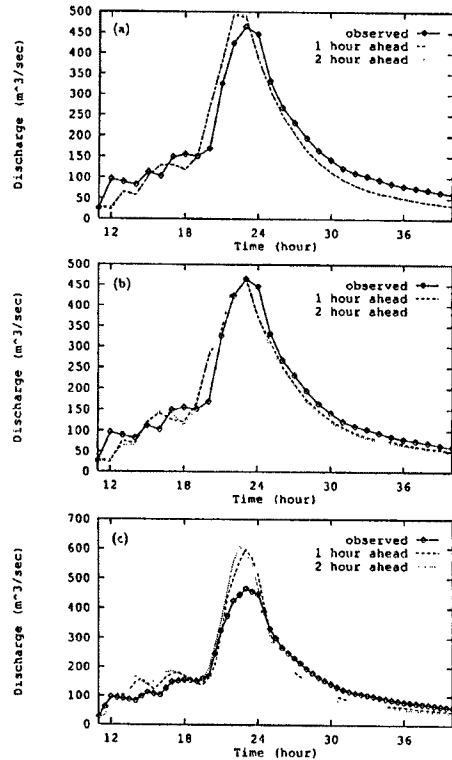 (a)
observed
1 hour ahead
2 hour ahead
Discharge (m^3/sec)
500
450
400
350
300
250
200
150
100
50
0
12 18 24 30 36
Time (hour)
(b)
observed
1 hour ahead
2 hour ahead
Discharge (m^3/sec)
500
450
400
350
300
250
200
150
100
50
0
12 18 24 30 36
Time (hour)
(c)
observed
1 hour ahead
2 hour ahead
Discharge (m^3/sec)
700
600
500
400
300
200
100
0
12 18 24 30 36
Time (hour)